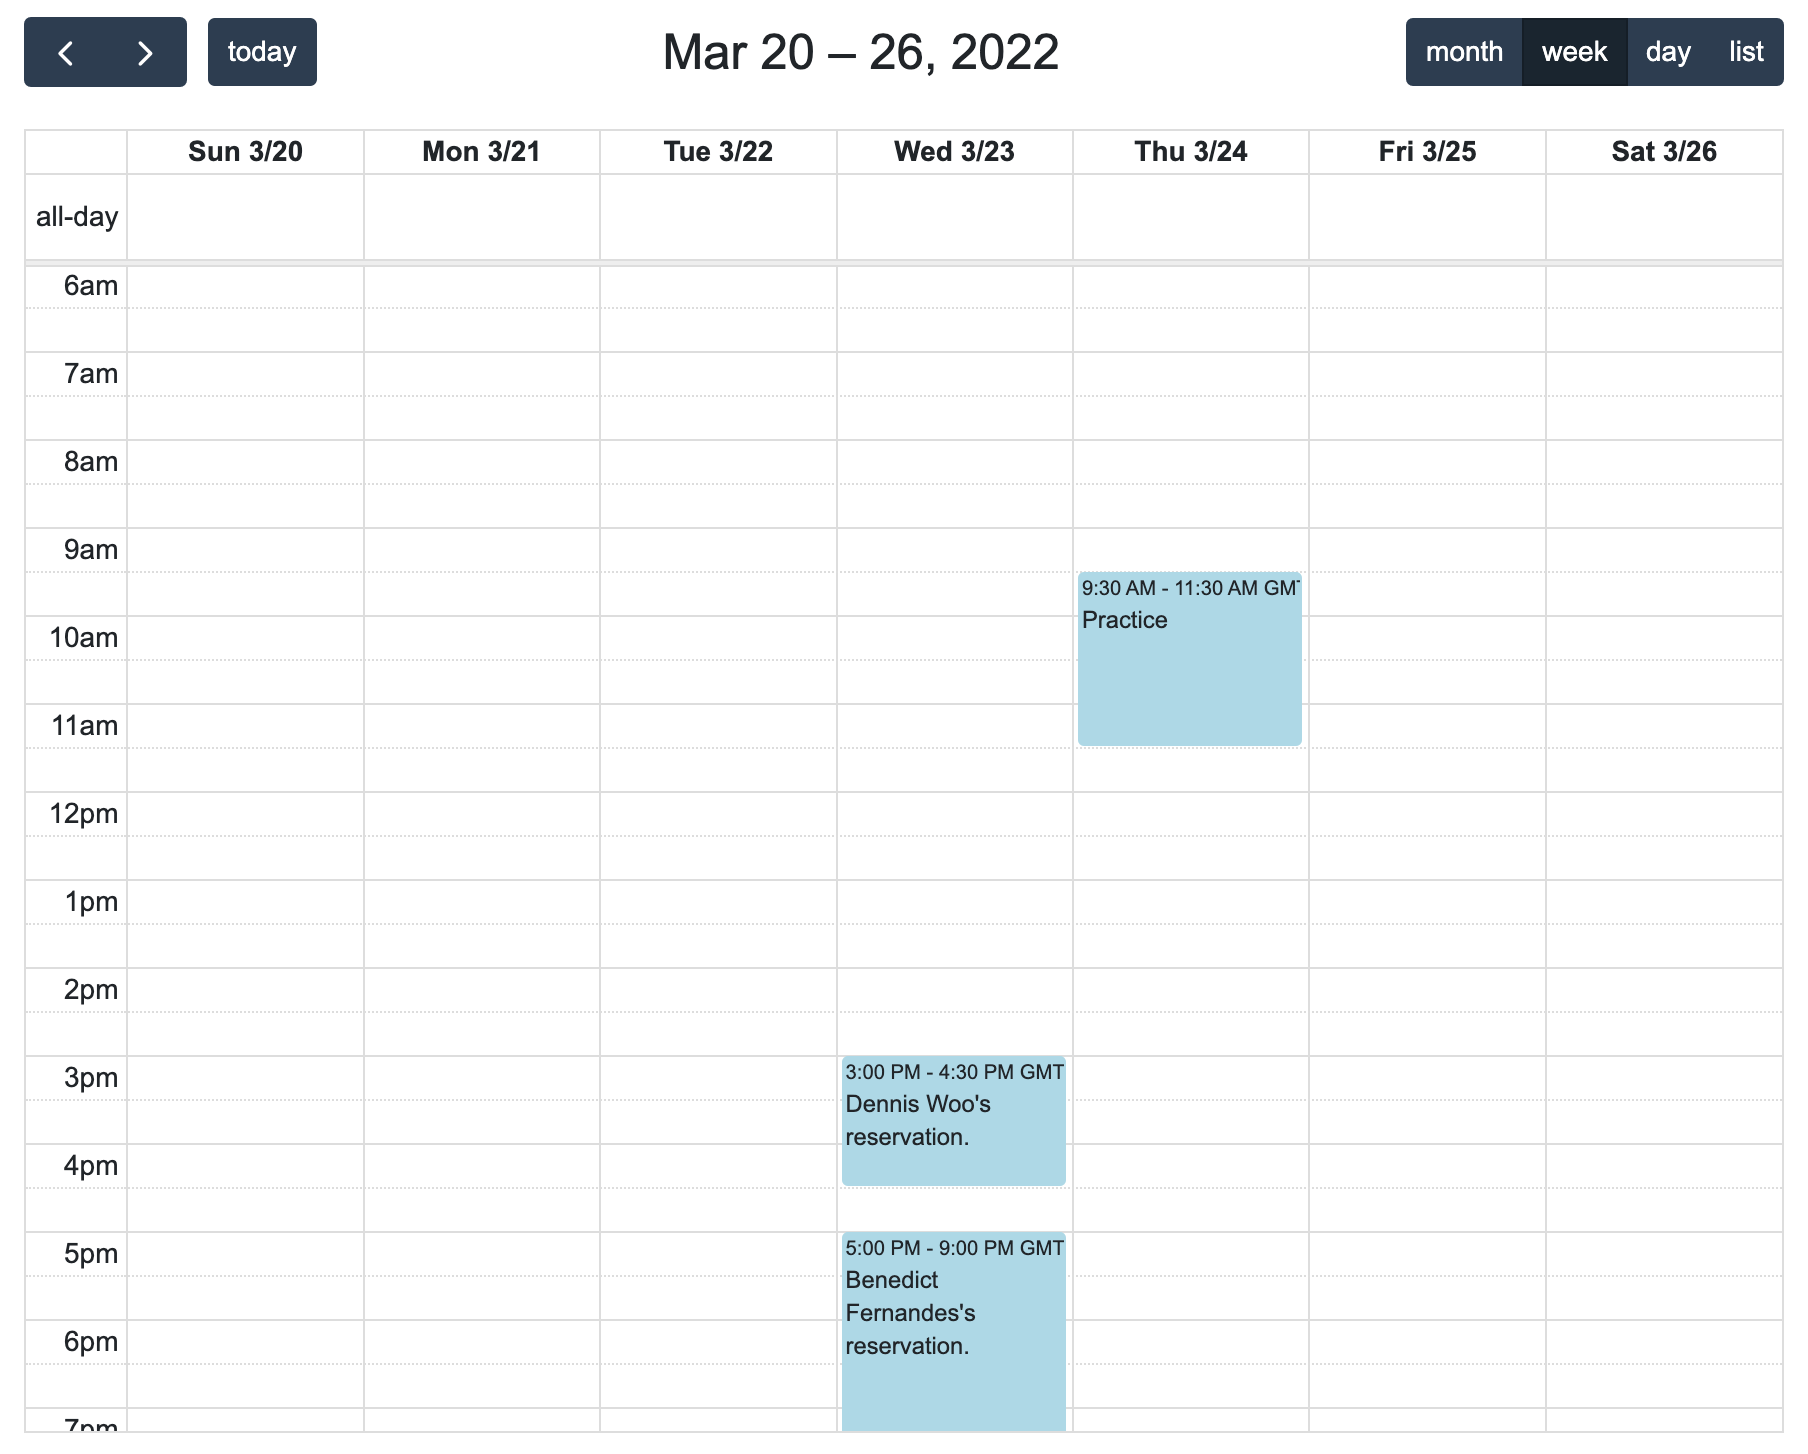 today
Mar 20 – 26, 2022
month week day list
Sun 3/20 Mon 3/21 Tue 3/22 Wed 3/23 Thu 3/24 Fri 3/25 Sat 3/26
all-day
6am
7am
8am
9am
9:30 AM - 11:30 AM GMT
Practice
10am
11am
12pm
1pm
2pm
3pm
3:00 PM - 4:30 PM GMT
Dennis Woo's
reservation.
4pm
5pm
5:00 PM - 9:00 PM GMT
Benedict
Fernandes's
reservation.
6pm
7pm